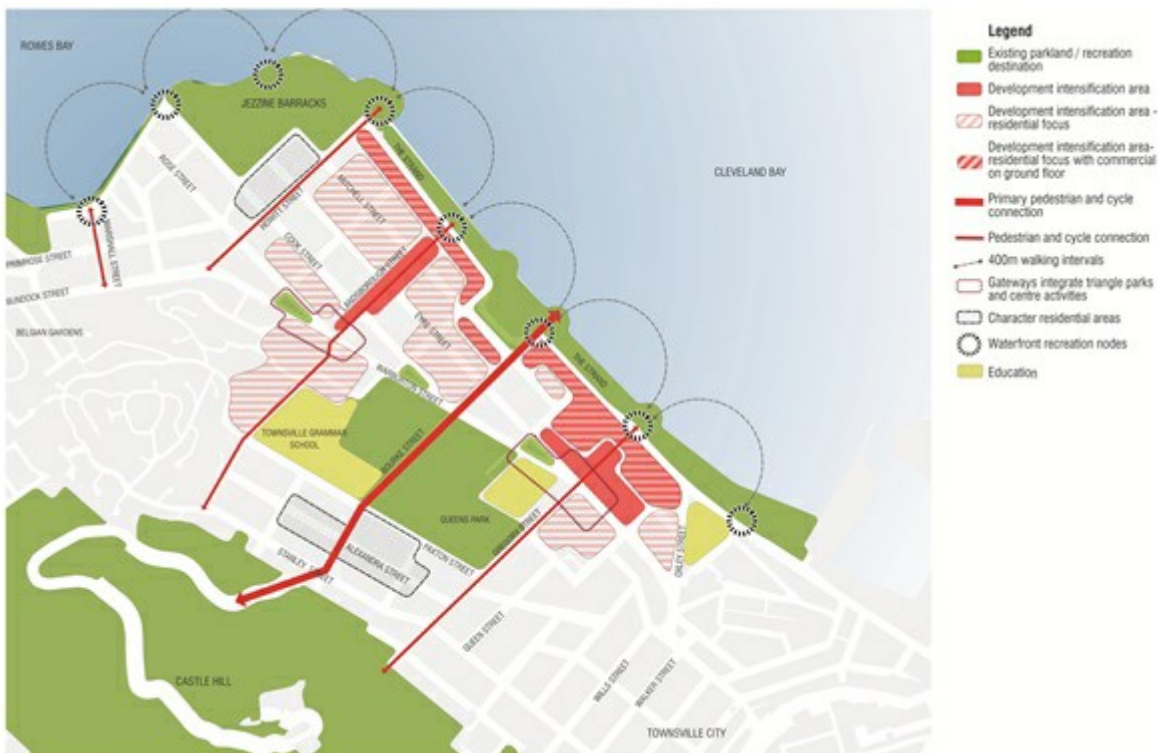 ROWES BAY
JEZZINE BARRACKS
CLEVELAND BAY
ROSE STREET
THE STRAND
MITCHELL STREET
COOK STREET
LANDSBOROUGH STREET
EYRE STREET
PRIMROSE STREET
BUNDOCK STREET
BELGIAN GARDENS
WARBURTON STREET
THE STRAND
TOWNSVILLE GRAMMAR
SCHOOL
BOURKE STREET
QUEENS PARK
PAXTON STREET
ALEXANDRA STREET
STANLEY STREET
OXLEY STREET
QUEEN STREET
WILLS STREET
WALKER STREET
CASTLE HILL
TOWNSVILLE CITY
Legend
Existing parkland / recreation
destination
Development intensification area
Development intensification area -
residential focus
Development intensification area-
residential focus with commercial
on ground floor
Primary pedestrian and cycle
connection
Pedestrian and cycle connection
400m walking intervals
Gateways integrate triangle parks
and centre activities
Character residential areas
Waterfront recreation nodes
Education